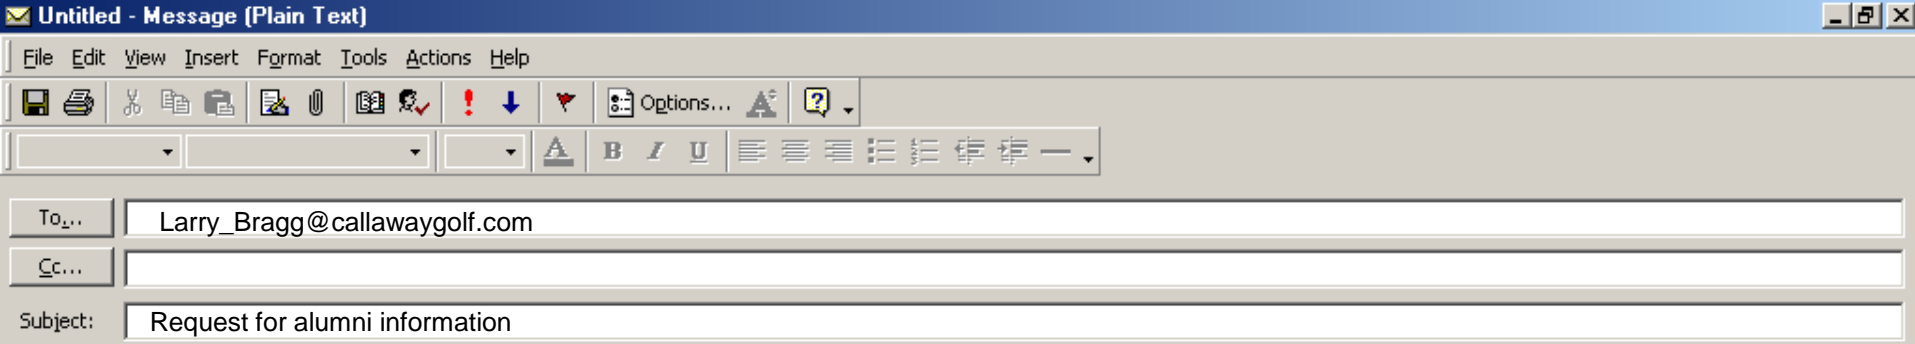 Untitled - Message (Plain Text)
File Edit View Insert Format Tools Actions Help
Options...
A B I U
To... Larry_Bragg@callawaygolf.com
Cc...
Subject: Request for alumni information